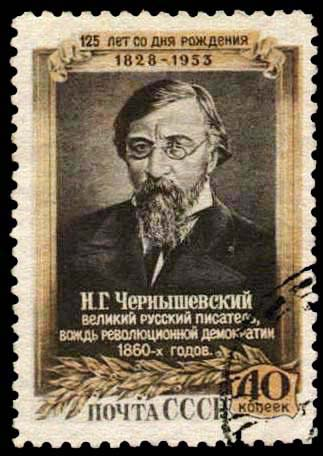 125 ЛЕТ СО ДНЯ РОЖДЕНИЯ
1828-1953
Н.Г. Чернышевский
ВЕЛИКИЙ РУССКИЙ ПИСАТЕЛЬ,
ВОЖДЬ РЕВОЛЮЦИОННОЙ ДЕМОКРАТИИ
1860-х ГОДОВ.
ПОЧТА СССР
40
копеек